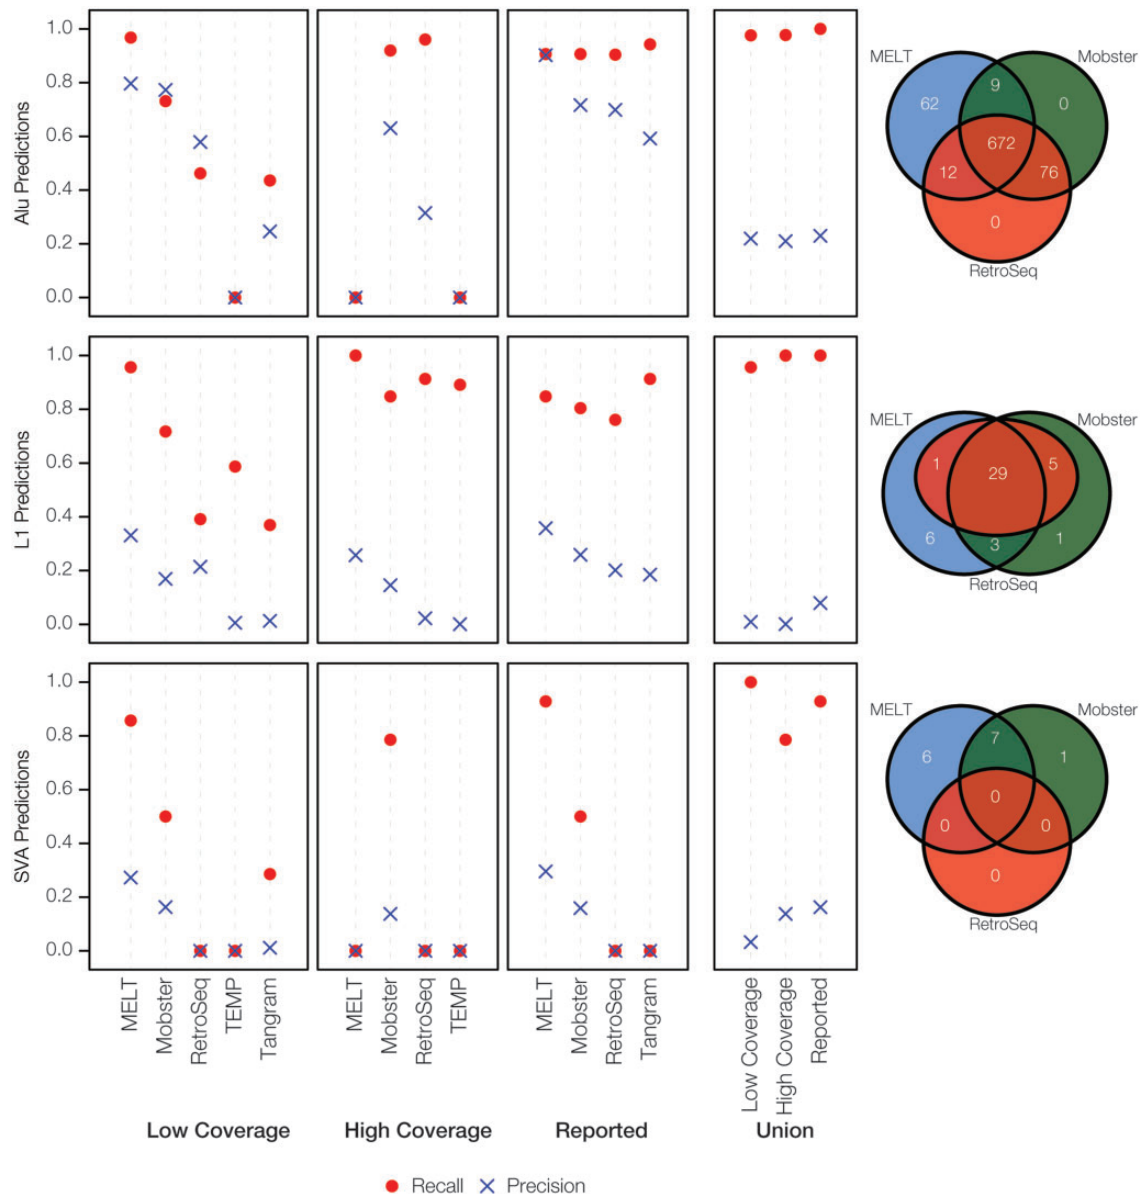 Alu Predictions
1.0
0.8
0.6
0.4
0.2
0.0
MELT
Mobster
62
9
0
672
12
76
0
RetroSeq
L1 Predictions
1.0
0.8
0.6
0.4
0.2
0.0
MELT
Mobster
1
29
5
6
3
1
RetroSeq
SVA Predictions
1.0
0.8
0.6
0.4
0.2
0.0
MELT
Mobster
6
7
1
0
0
0
0
RetroSeq
MELT
Mobster
RetroSeq
TEMP
Tangram
MELT
Mobster
RetroSeq
TEMP
MELT
Mobster
RetroSeq
Tangram
Low Coverage
High Coverage
Reported
Low Coverage
High Coverage
Reported
Union
Recall
Precision